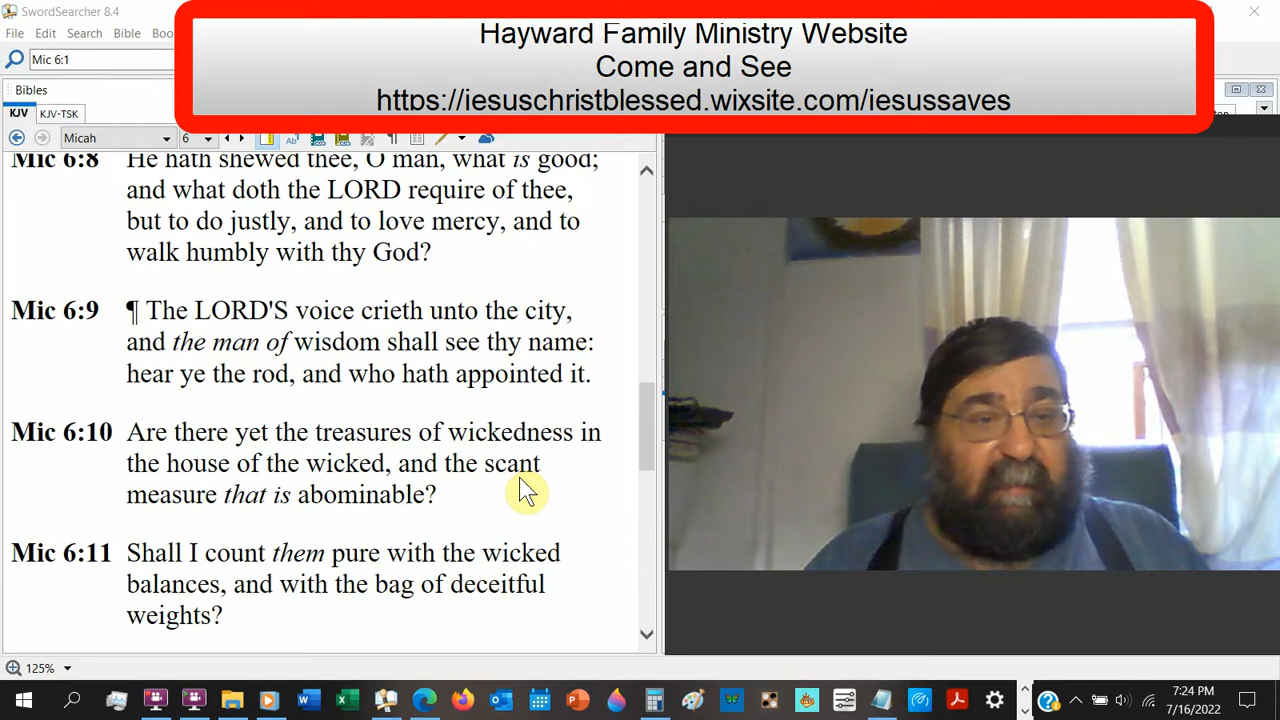 SwordSearcher 8.4
File Edit Search Bible
Mic 6:1
Hayward Family Ministry Website
Come and See
https://jesuschristblessed.wixsite.com/jesussaves
Bibles
KJV KJV-TSK
Micah 6
Mic 6:8 He hath shewed thee, O man, what is good;
and what doth the LORD require of thee,
but to do justly, and to love mercy, and to
walk humbly with thy God?
Mic 6:9 ¶ The LORD'S voice crieth unto the city,
and the man of wisdom shall see thy name:
hear ye the rod, and who hath appointed it.
Mic 6:10 Are there yet the treasures of wickedness in
the house of the wicked, and the scant
measure that is abominable?
Mic 6:11 Shall I count them pure with the wicked
balances, and with the bag of deceitful
weights?
125%
7:24 PM
7/16/2022